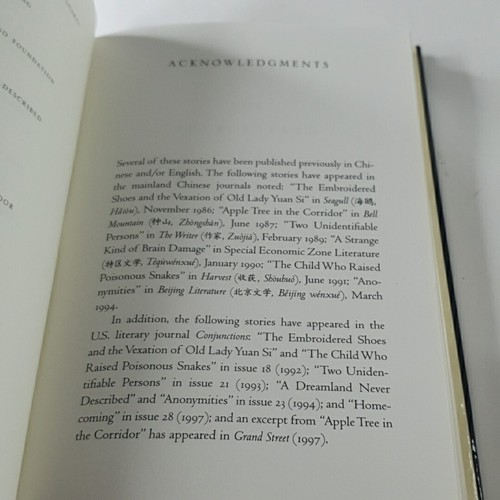 FOUNDATION
DESCRIBED
ACKNOWLEDGMENTS
Several of these stories have been published previously in Chi-
nese and/or English. The following stories have appeared in
the mainland Chinese journals noted: “The Embroidered
Shoes and the Vexation of Old Lady Yuan Si” in Seagull (海鸥,
Hǎiōu), November 1986; “Apple Tree in the Corridor” in Bell
Mountain (钟山, Zhōngshān), June 1987; “Two Unidentifiable
Persons” in The Writer (作家, Zuòjiā), February 1989; “A Strange
Kind of Brain Damage” in Special Economic Zone Literature
(特区文学, Tèqūwénxué), January 1990; “The Child Who Raised
Poisonous Snakes” in Harvest (收获, Shōuhuò), June 1991; “Ano-
nymities” in Beijing Literature (北京文学, Běijīng wénxué), March
1994.
In addition, the following stories have appeared in the
U.S. literary journal Conjunctions: “The Embroidered Shoes
and the Vexation of Old Lady Yuan Si” and “The Child Who
Raised Poisonous Snakes” in issue 18 (1992); “Two Uniden-
tifiable Persons” in issue 21 (1993); “A Dreamland Never
Described” and “Anonymities” in issue 23 (1994); and “Home-
coming” in issue 28 (1997); and an excerpt from “Apple Tree in
the Corridor” has appeared in Grand Street (1997).